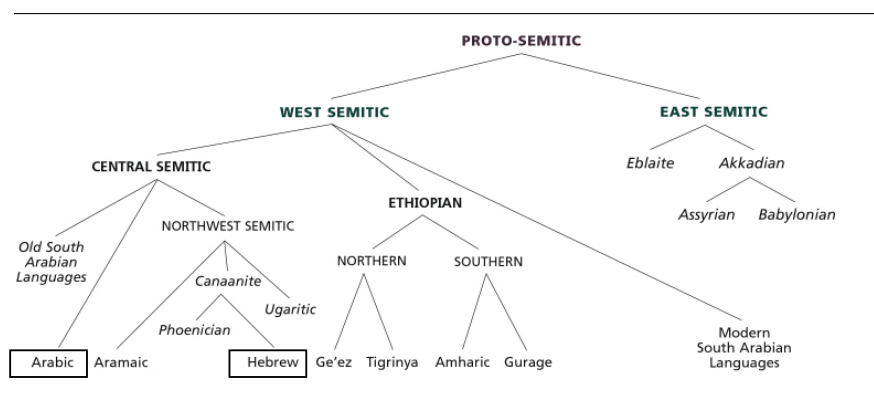 PROTO-SEMITIC
WEST SEMITIC
EAST SEMITIC
CENTRAL SEMITIC
Eblaite
Akkadian
ETHIOPIAN
Assyrian
Babylonian
NORTHWEST SEMITIC
Old South
Arabian
Languages
NORTHERN
SOUTHERN
Canaanite
Ugaritic
Phoenician
Modern
South Arabian
Languages
Arabic
Aramaic
Hebrew
Ge’ez
Tigrinya
Amharic
Gurage